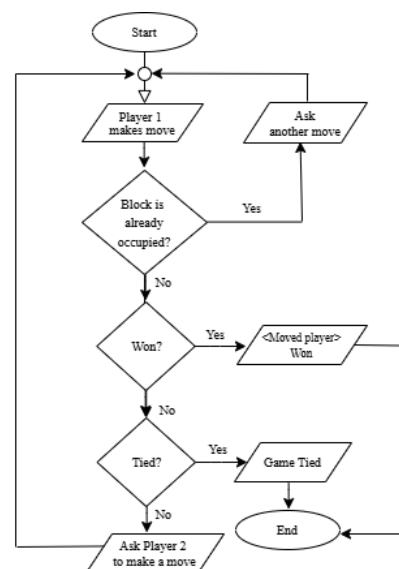 Start
Player 1
makes move
Ask
another move
Block is
already
occupied?
Yes
No
Won?
Yes
<Moved player>
Won
No
Tied?
Yes
Game Tied
No
End
Ask Player 2
to make a move